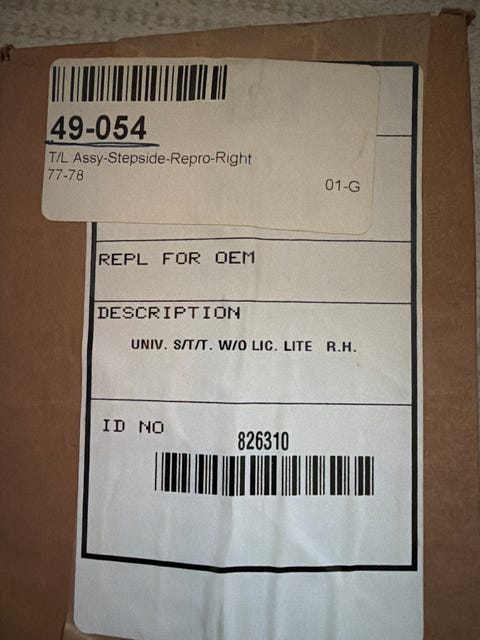 49-054
T/L Assy-Stepside-Repro-Right
77-78
01-G
REPL FOR OEM
DESCRIPTION
UNIV. S/T/T. W/O LIC. LITE R.H.
ID NO
826310